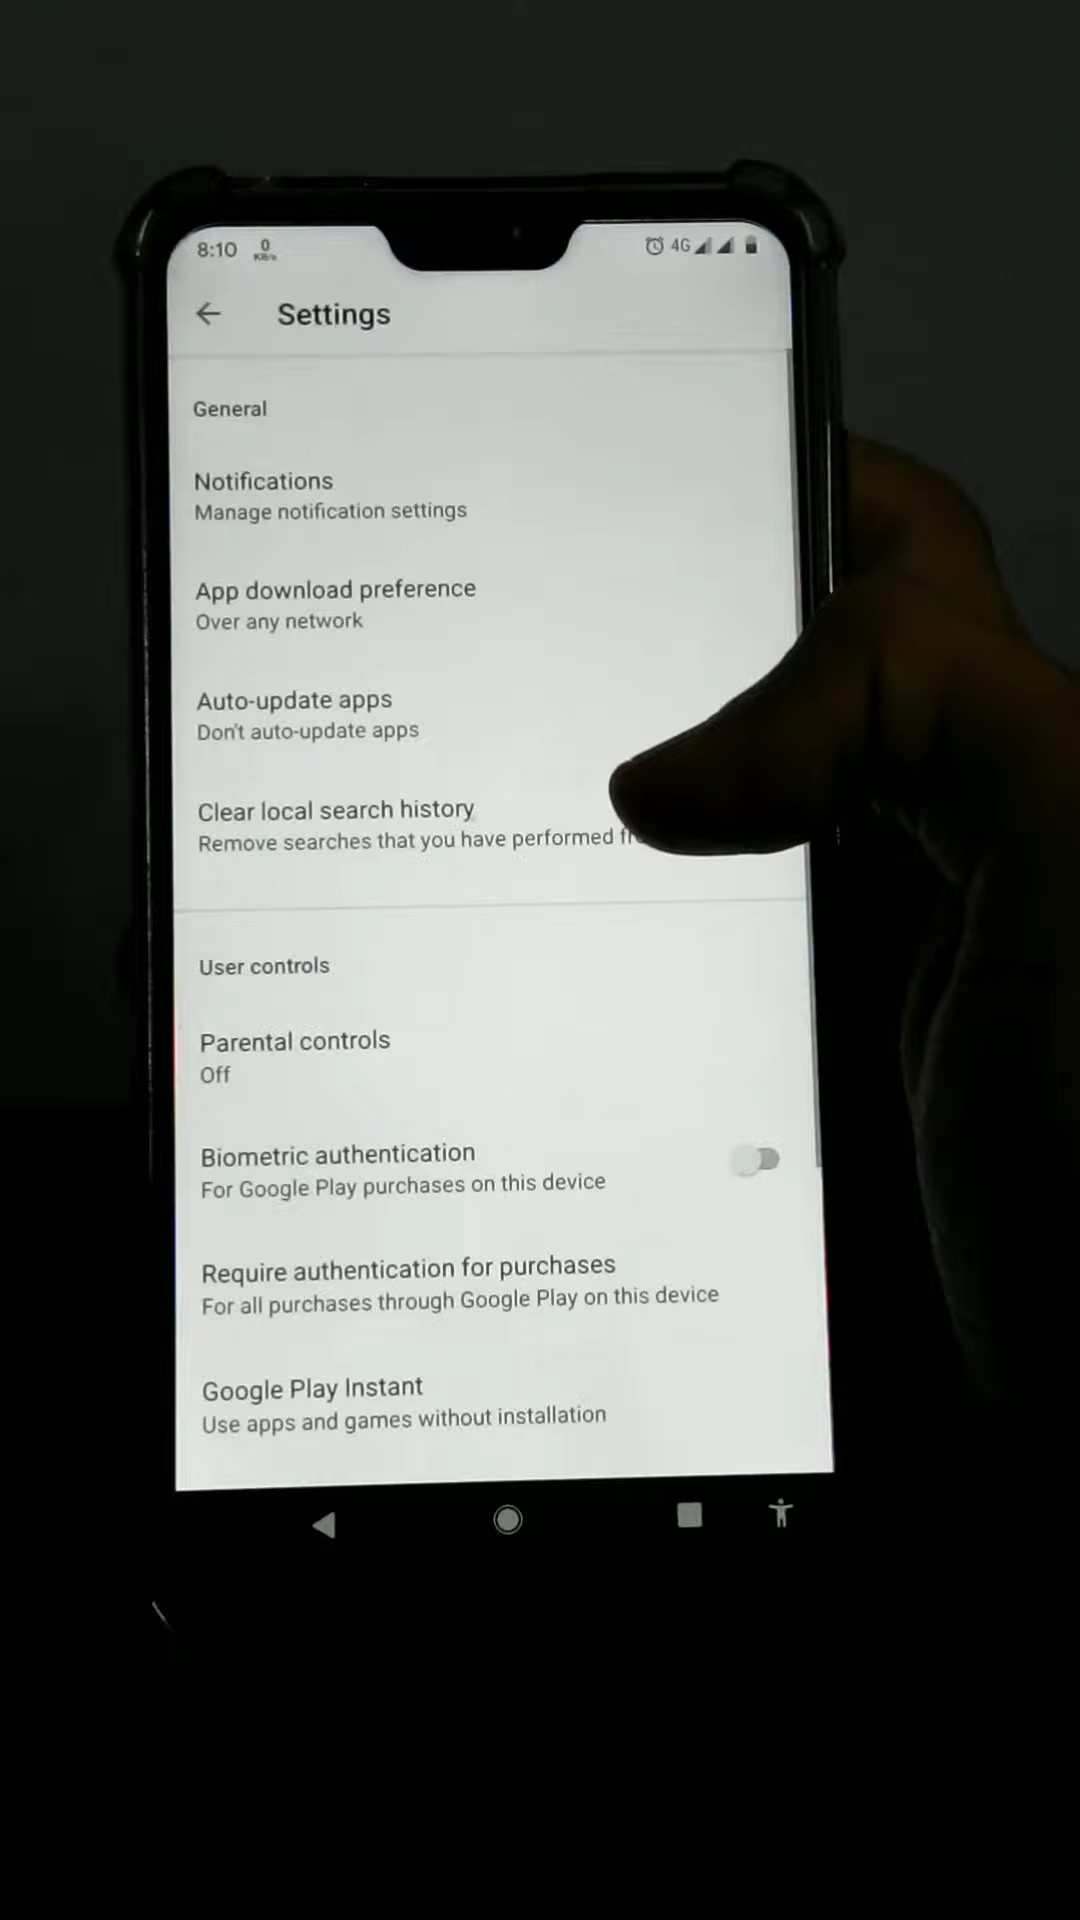 8:10
0
KB/s
4G
Settings
General
Notifications
Manage notification settings
App download preference
Over any network
Auto-update apps
Don't auto-update apps
Clear local search history
Remove searches that you have performed
User controls
Parental controls
Off
Biometric authentication
For Google Play purchases on this device
Require authentication for purchases
For all purchases through Google Play on this device
Google Play Instant
Use apps and games without installation